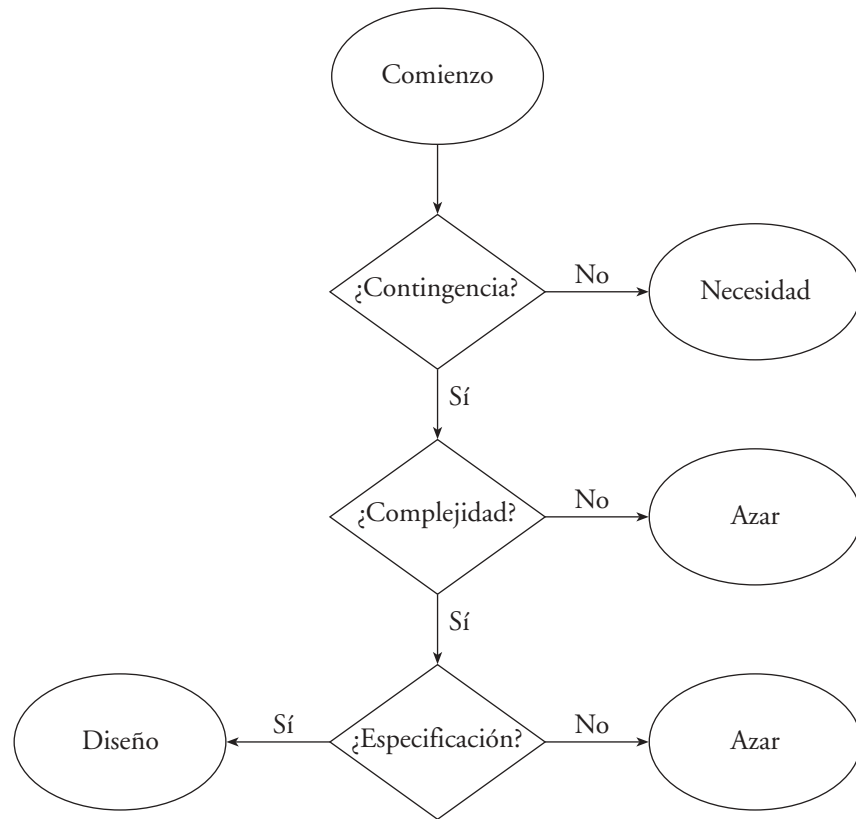 Comienzo
¿Contingencia?
No
Necesidad
Sí
¿Complejidad?
No
Azar
Sí
Diseño
Sí
¿Especificación?
No
Azar